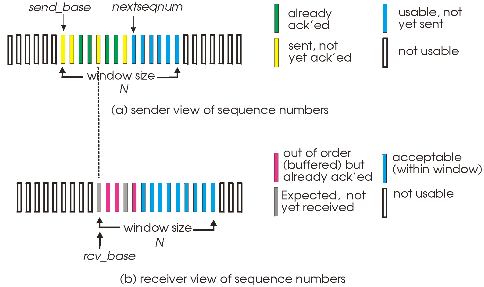 send_base nextseqnum
already
ack'ed
usable, not
yet sent
sent, not
yet ack'ed
not usable
window size
N
(a) sender view of sequence numbers
out of order
(buffered) but
already ack'ed
acceptable
(within window)
Expected, not
yet received
not usable
window size
N
rcv_base
(b) receiver view of sequence numbers